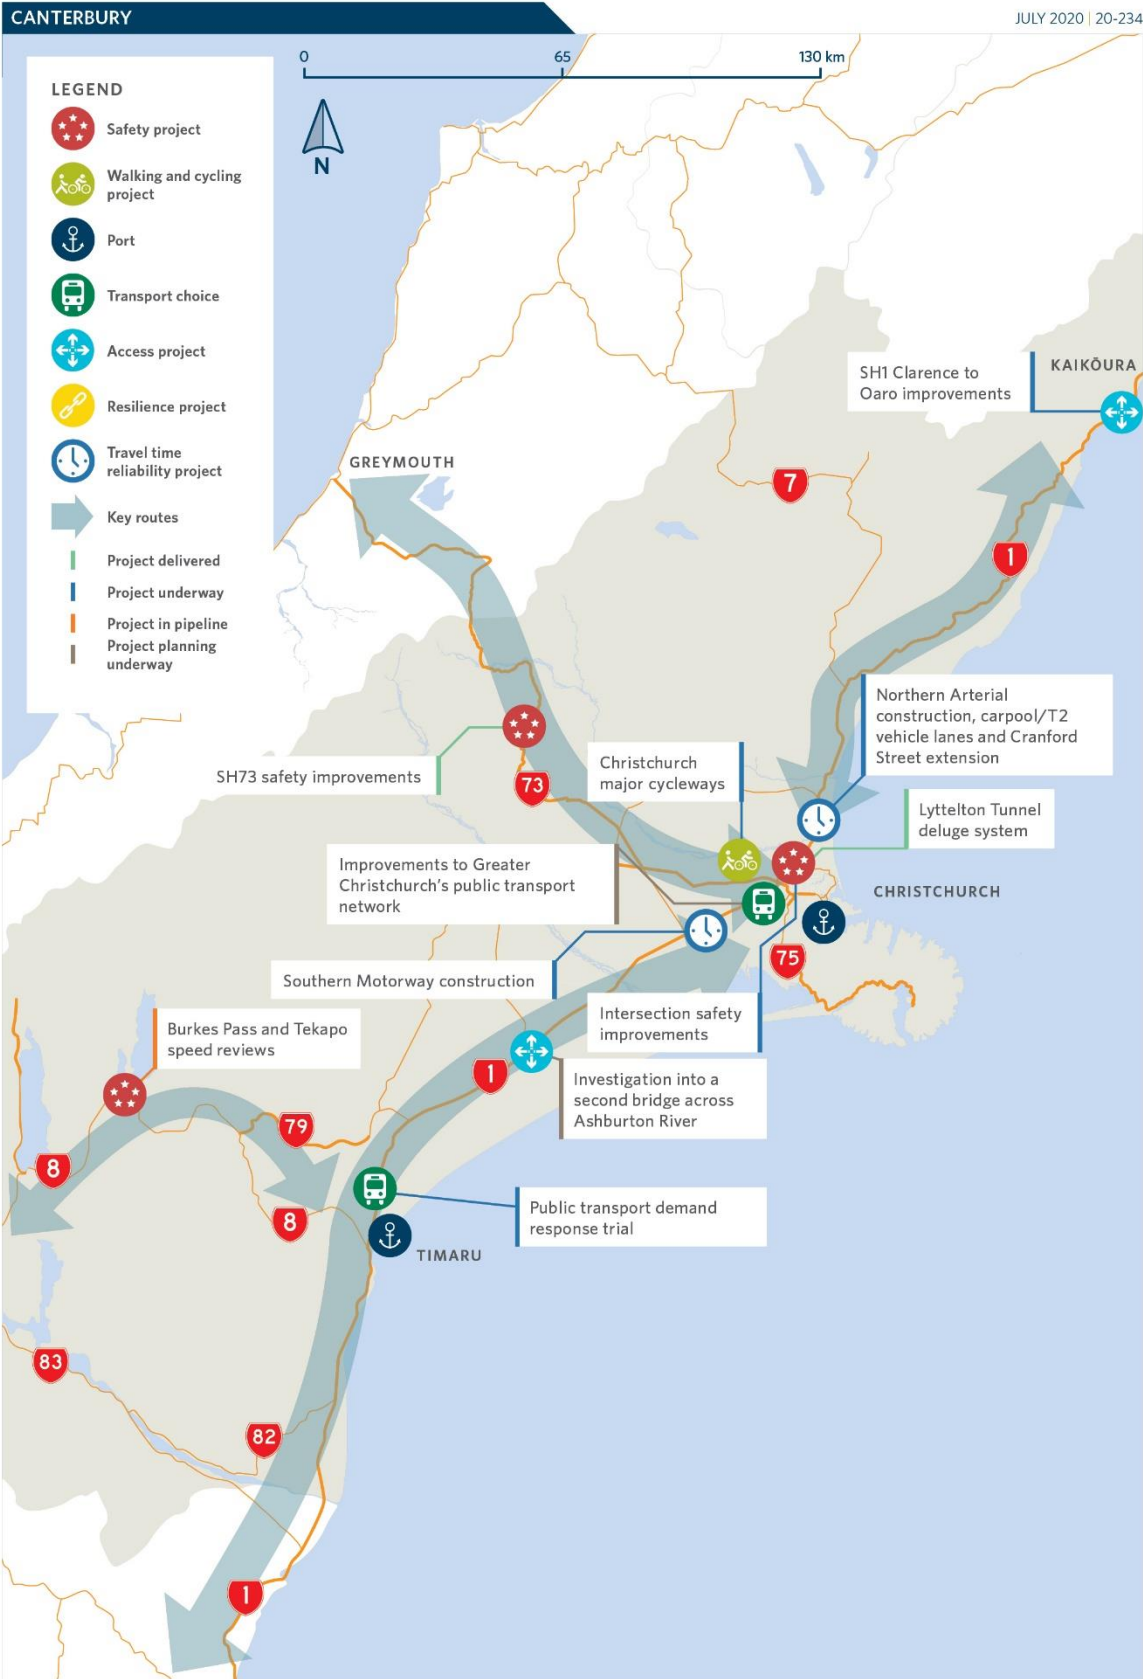 CANTERBURY
JULY 2020 | 20-234
0
65
130 km
N
LEGEND
Safety project
Walking and cycling
project
Port
Transport choice
Access project
Resilience project
Travel time
reliability project
Key routes
Project delivered
Project underway
Project in pipeline
Project planning
underway
SH1 Clarence to
Oaro improvements
KAIKŌURA
GREYMOUTH
7
1
Northern Arterial
construction, carpool/T2
vehicle lanes and Cranford
Street extension
SH73 safety improvements
73
Christchurch
major cycleways
Lyttelton Tunnel
deluge system
Improvements to Greater
Christchurch's public transport
network
CHRISTCHURCH
75
Southern Motorway construction
Intersection safety
improvements
Burkes Pass and Tekapo
speed reviews
1
Investigation into a
second bridge across
Ashburton River
79
8
8
Public transport demand
response trial
TIMARU
83
82
1